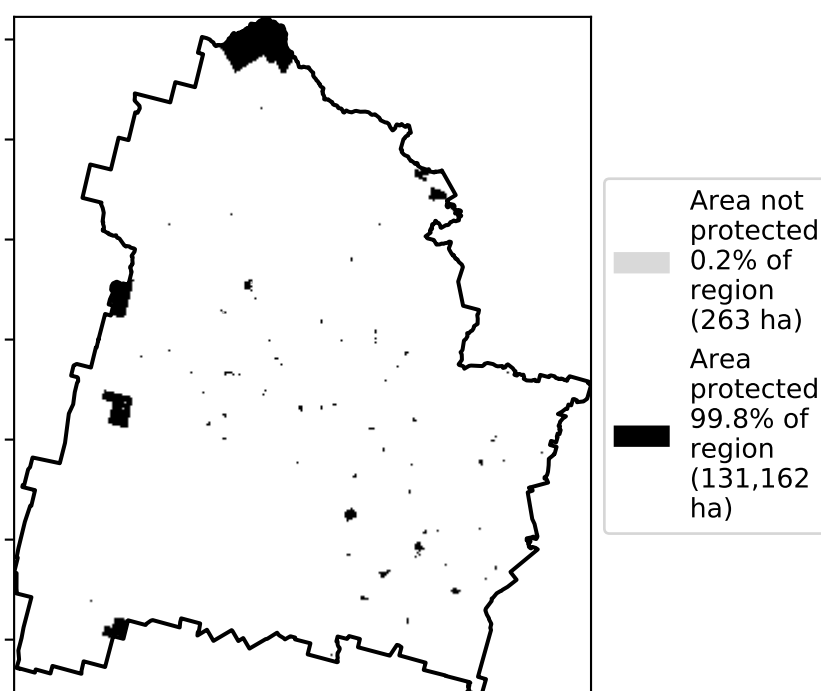 Area not
protected
0.2% of
region
(263 ha)
Area
protected
99.8% of
region
(131,162
ha)